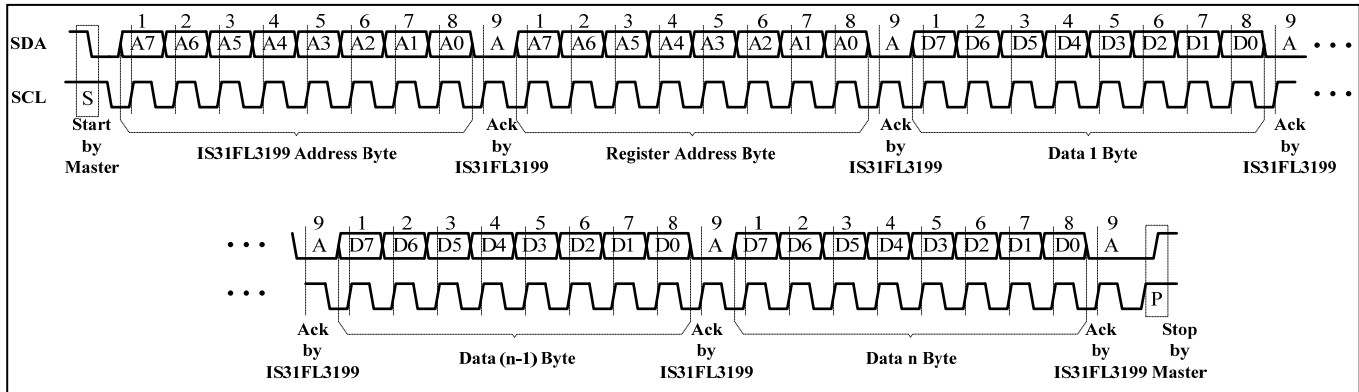 1 2 3 4 5 6 7 8 9 1 2 3 4 5 6 7 8 9 1 2 3 4 5 6 7 8 9
SDA A7 A6 A5 A4 A3 A2 A1 A0 A A7 A6 A5 A4 A3 A2 A1 A0 A D7 D6 D5 D4 D5 D2 D1 D0 A • • •
SCL S • • •
Start by Master
IS31FL3199 Address Byte
Ack by IS31FL3199
Register Address Byte
Ack by IS31FL3199
Data 1 Byte
Ack by IS31FL3199
9 1 2 3 4 5 6 7 8 9 1 2 3 4 5 6 7 8 9
• • • A D7 D6 D5 D4 D3 D2 D1 D0 A D7 D6 D5 D4 D3 D2 D1 D0 A
• • • P
Ack by IS31FL3199
Data (n-1) Byte
Ack by IS31FL3199
Data n Byte
Ack by IS31FL3199
Stop by Master